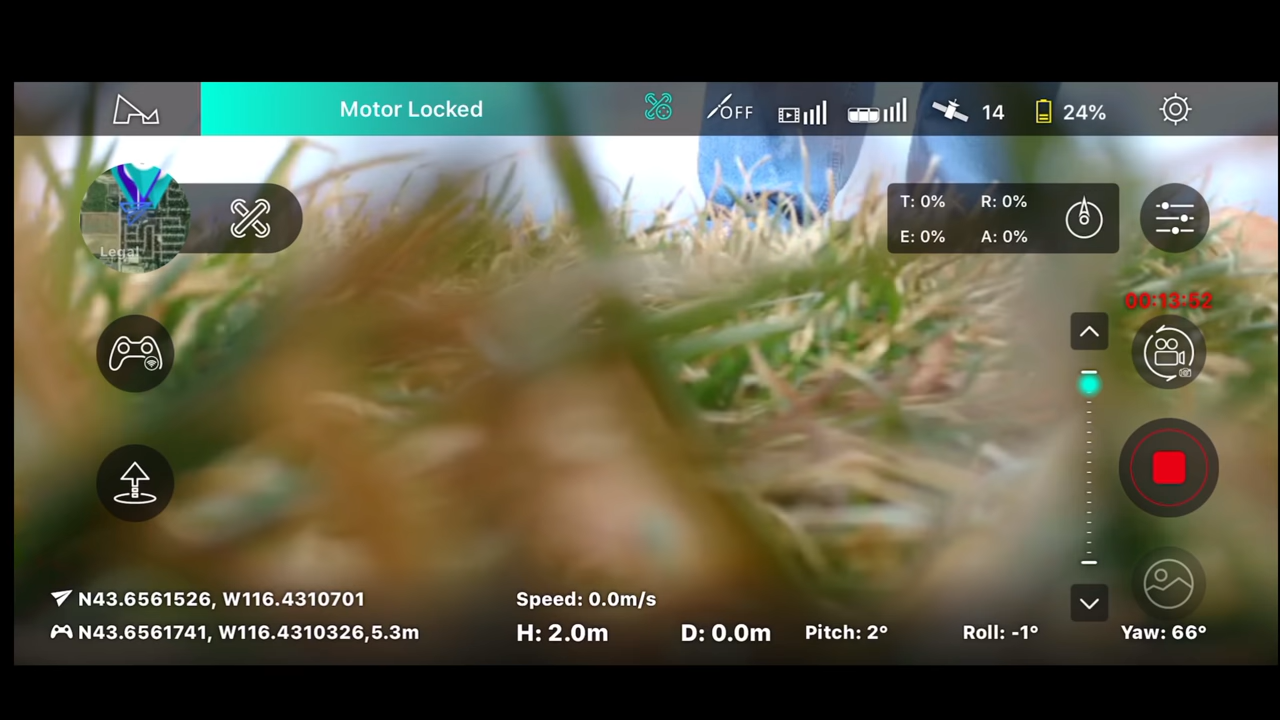 Motor Locked
OFF
14
24%
Legal
T: 0% R: 0%
E: 0% A: 0%
00:13:52
N43.6561526, W116.4310701
Speed: 0.0m/s
N43.6561741, W116.4310326,5.3m
H: 2.0m D: 0.0m Pitch: 2° Roll: -1° Yaw: 66°